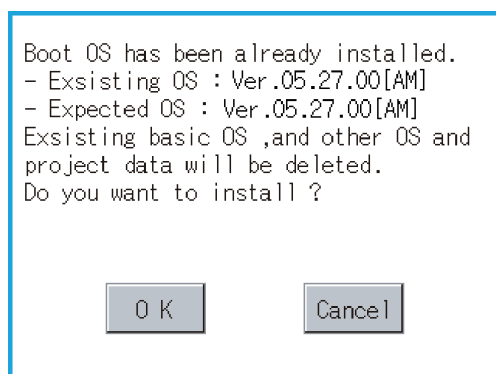 Boot OS has been already installed.
- Exsisting OS : Ver.05.27.00[AM]
- Expected OS : Ver.05.27.00[AM]
Exsisting basic OS ,and other OS and
project data will be deleted.
Do you want to install ?
O K Cancel